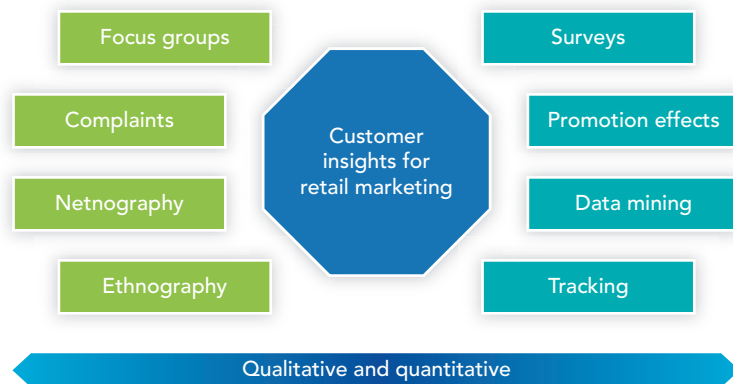 Focus groups
Surveys
Complaints
Promotion effects
Customer
insights for
retail marketing
Netnography
Data mining
Ethnography
Tracking
Qualitative and quantitative